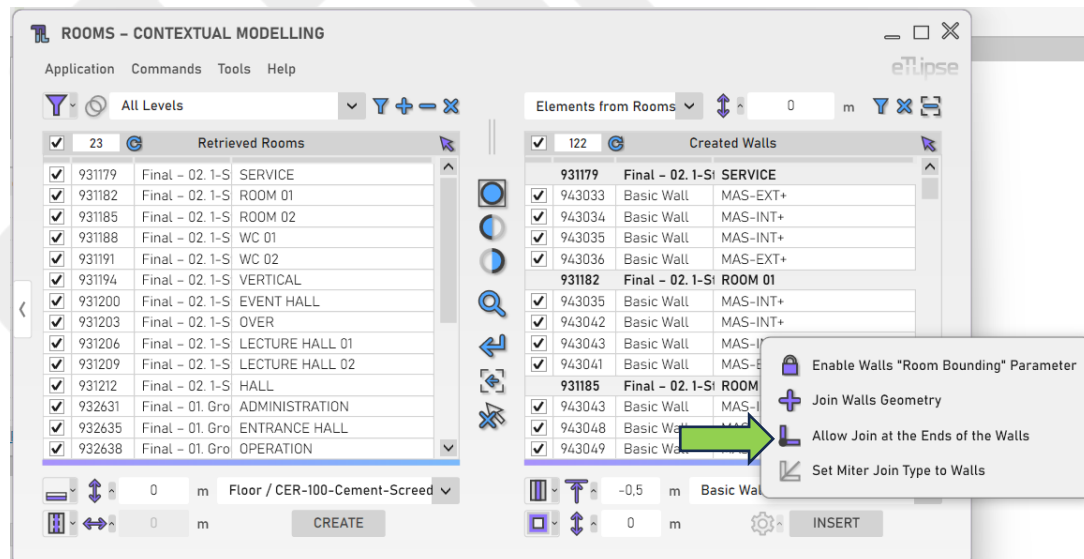 ROOMS – CONTEXTUAL MODELLING
Application Commands Tools Help
eTLipse
All Levels
Elements from Rooms 0 m
23 Retrieved Rooms
931179 Final – 02. 1-S SERVICE
931182 Final – 02. 1-S ROOM 01
931185 Final – 02. 1-S ROOM 02
931188 Final – 02. 1-S WC 01
931191 Final – 02. 1-S WC 02
931194 Final – 02. 1-S VERTICAL
931200 Final – 02. 1-S EVENT HALL
931203 Final – 02. 1-S OVER
931206 Final – 02. 1-S LECTURE HALL 01
931209 Final – 02. 1-S LECTURE HALL 02
931212 Final – 02. 1-S HALL
932631 Final – 01. Gro ADMINISTRATION
932635 Final – 01. Gro ENTRANCE HALL
932638 Final – 01. Gro OPERATION
122 Created Walls
931179 Final – 02. 1-St SERVICE
943033 Basic Wall MAS-EXT+
943034 Basic Wall MAS-INT+
943035 Basic Wall MAS-INT+
943036 Basic Wall MAS-EXT+
931182 Final – 02. 1-St ROOM 01
943035 Basic Wall MAS-INT+
943042 Basic Wall MAS-INT+
943043 Basic Wall MAS-I
943041 Basic Wall MAS-E
931185 Final – 02. 1-St ROOM
943043 Basic Wall MAS-I
943048 Basic Wall
943049 Basic Wa
Enable Walls "Room Bounding" Parameter
Join Walls Geometry
Allow Join at the Ends of the Walls
Set Miter Join Type to Walls
0 m Floor / CER-100-Cement-Screed
0 m CREATE
-0,5 m Basic Wal
0 m INSERT